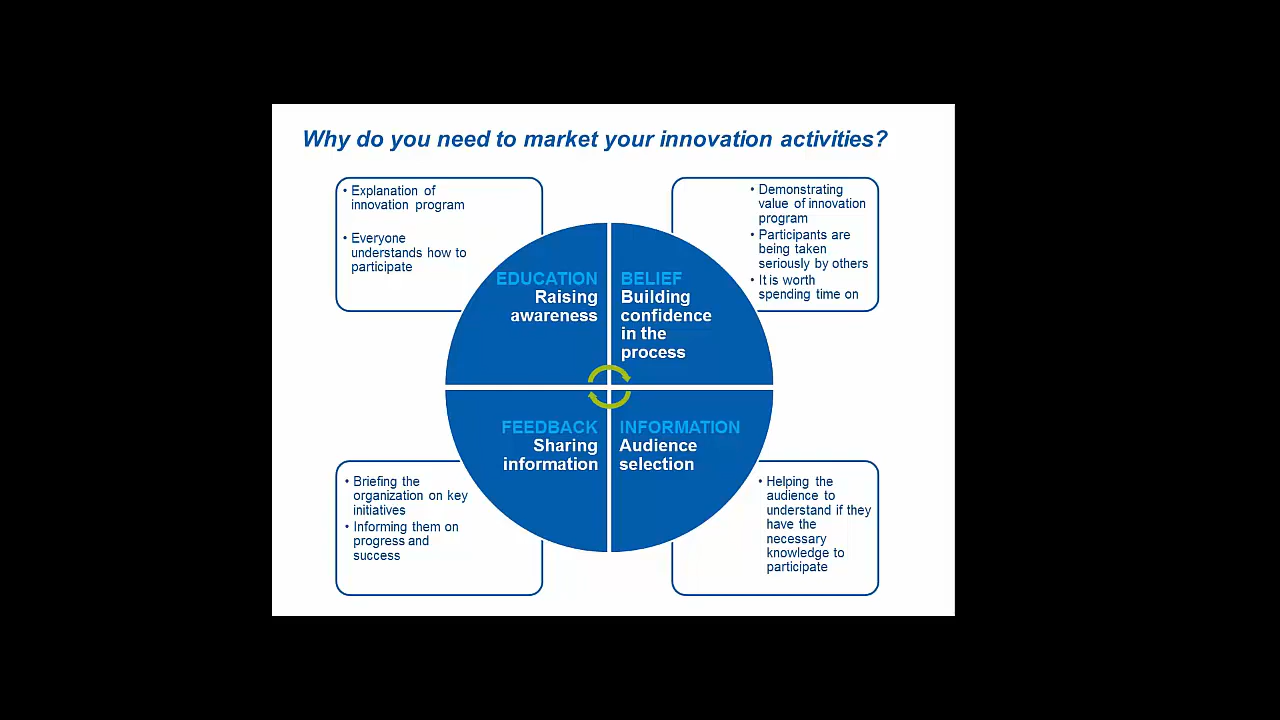 Why do you need to market your innovation activities?
• Explanation of
innovation program
• Everyone
understands how to
participate
• Demonstrating
value of innovation
program
• Participants are
being taken
seriously by others
• It is worth
spending time on
EDUCATION
Raising
awareness
BELIEF
Building
confidence
in the
process
FEEDBACK
Sharing
information
INFORMATION
Audience
selection
• Briefing the
organization on key
initiatives
• Informing them on
progress and
success
• Helping the
audience to
understand if they
have the
necessary
knowledge to
participate